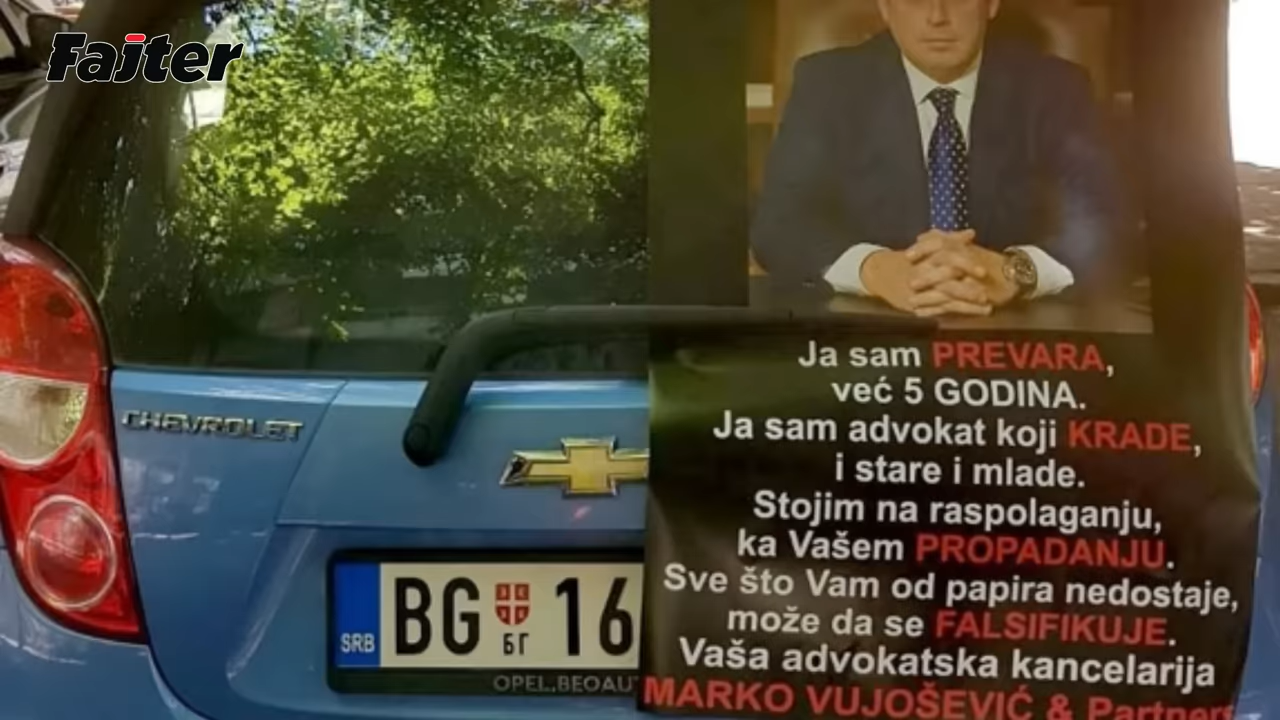 Fajter
CHEVROLET
SRB
BG БГ 16
OPEL.BEOAUT
Ja sam PREVARA,
već 5 GODINA.
Ja sam advokat koji KRADE,
i stare i mlade.
Stojim na raspolaganju,
ka Vašem PROPADANJU.
Sve što Vam od papira nedostaje,
može da se FALSIFIKUJE.
Vaša advokatska kancelarija
MARKO VUJOŠEVIĆ & Partners